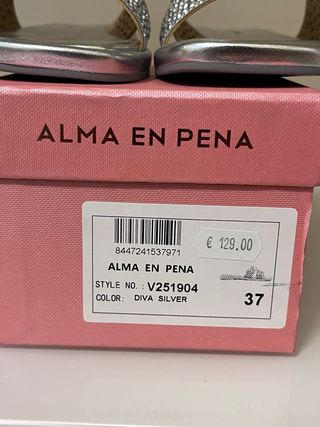 ALMA EN PENA
€ 129.00
8447241537971
ALMA EN PENA
STYLE NO. : V251904
COLOR: DIVA SILVER
37